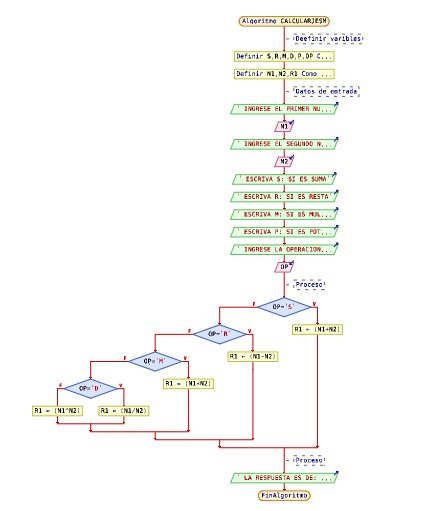 Algoritmo CALCULARJESM
Deefinir varibles
Definir S,R,M,D,P,OP C...
Definir N1,N2,R1 Como ...
Datos de entrada
' INGRESE EL PRIMER NU...
N1
' INGRESE EL SEGUNDO N...
N2
' ESCRIVA S: SI ES SUMA'
' ESCRIVA R: SI ES RESTA'
' ESCRIVA M: SI ES MUL...
' ESCRIVA P: SI ES POT...
' INGRESE LA OPERACION...
OP
Proceso
F OP='S' V
F OP='R' V R1 ← (N1+N2)
F OP='M' V R1 ← (N1-N2)
F OP='D' V R1 ← (N1*N2)
R1 ← (N1^N2) R1 ← (N1/N2)
Proceso
' LA RESPUESTA ES DE: ...
FinAlgoritmo